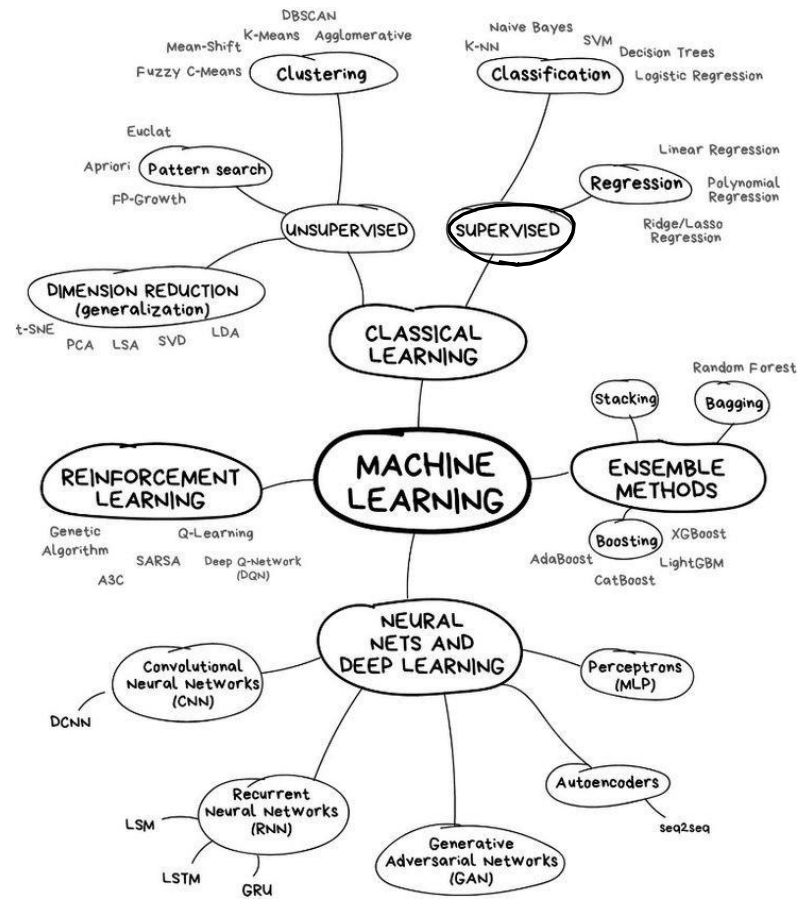 DBSCAN
K-Means
Agglomerative
Mean-Shift
Fuzzy C-Means
Clustering
Naive Bayes
K-NN
SVM
Decision Trees
Classification
Logistic Regression
Euclat
Apriori
Pattern search
FP-Growth
Linear Regression
Regression
Polynomial
Regression
Ridge/Lasso
Regression
UNSUPERVISED
SUPERVISED
DIMENSION REDUCTION
(generalization)
t-SNE
PCA
LSA
SVD
LDA
CLASSICAL
LEARNING
Random Forest
Stacking
Bagging
MACHINE
LEARNING
REINFORCEMENT
LEARNING
Genetic
Algorithm
Q-Learning
SARSA
Deep Q-Network
(DQN)
A3C
ENSEMBLE
METHODS
Boosting
XGBoost
AdaBoost
LightGBM
CatBoost
NEURAL
NETS AND
DEEP LEARNING
Convolutional
Neural Networks
(CNN)
DCNN
Perceptrons
(MLP)
Recurrent
Neural Networks
(RNN)
LSM
LSTM
GRU
Generative
Adversarial Networks
(GAN)
Autoencoders
seq2seq